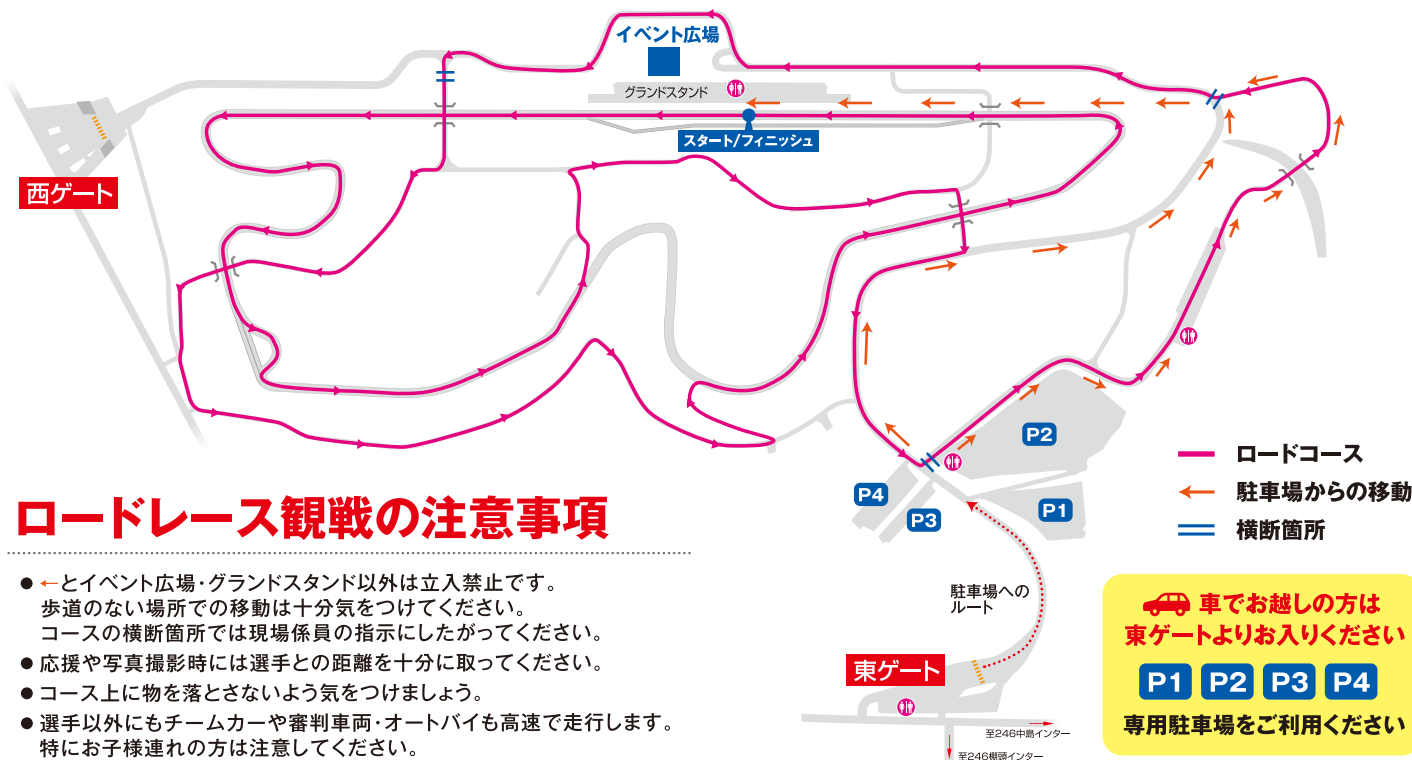 イベント広場
グランドスタンド
スタート/フィニッシュ
西ゲート
P2
P4
P1
P3
ロードコース
駐車場からの移動
横断箇所
ロードレース観戦の注意事項
●←とイベント広場・グランドスタンド以外は立入禁止です。
歩道のない場所での移動は十分気をつけてください。
コースの横断箇所では現場係員の指示にしたがってください。
●応援や写真撮影時には選手との距離を十分に取ってください。
●コース上に物を落とさないよう気をつけましょう。
●選手以外にもチームカーや審判車両・オートバイも高速で走行します。
特にお子様連れの方は注意してください。
駐車場への
ルート
東ゲート
至246中島インター
至246棚頭インター
車でお越しの方は
東ゲートよりお入りください
P1 P2 P3 P4
専用駐車場をご利用ください